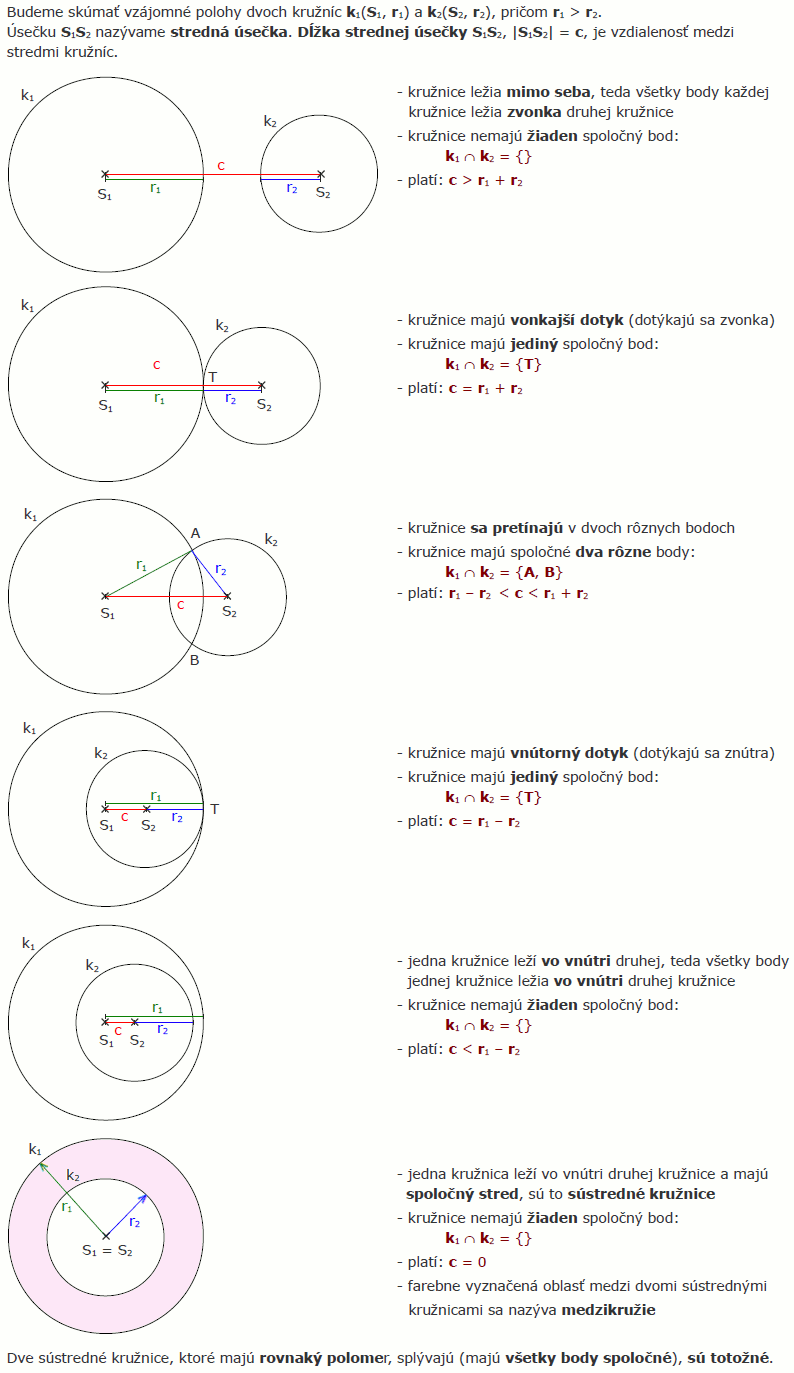 Budeme skúmať vzájomné polohy dvoch kružníc k₁(S₁, r₁) a k₂(S₂, r₂), pričom r₁ > r₂.
Úsečku S₁S₂ nazývame stredná úsečka. Dĺžka strednej úsečky S₁S₂, |S₁S₂| = c, je vzdialenosť medzi
stredmi kružníc.
k₁
k₂
c
r₁
r₂
S₁
S₂
- kružnice ležia mimo seba, teda všetky body každej
kružnice ležia zvonka druhej kružnice
- kružnice nemajú žiaden spoločný bod:
k₁ ∩ k₂ = {}
- platí: c > r₁ + r₂
k₁
k₂
c
T
r₁
r₂
S₁
S₂
- kružnice majú vonkajší dotyk (dotýkajú sa zvonka)
- kružnice majú jediný spoločný bod:
k₁ ∩ k₂ = {T}
- platí: c = r₁ + r₂
k₁
A
k₂
r₁
r₂
c
S₁
S₂
B
- kružnice sa pretínajú v dvoch rôznych bodoch
- kružnice majú spoločné dva rôzne body:
k₁ ∩ k₂ = {A, B}
- platí: r₁ – r₂ < c < r₁ + r₂
k₁
k₂
r₁
T
c
r₂
S₁
S₂
- kružnice majú vnútorný dotyk (dotýkajú sa znútra)
- kružnice majú jediný spoločný bod:
k₁ ∩ k₂ = {T}
- platí: c = r₁ – r₂
k₁
k₂
r₁
c
r₂
S₁
S₂
- jedna kružnice leží vo vnútri druhej, teda všetky body
jednej kružnice ležia vo vnútri druhej kružnice
- kružnice nemajú žiaden spoločný bod:
k₁ ∩ k₂ = {}
- platí: c < r₁ – r₂
k₁
k₂
r₁
r₂
S₁ = S₂
- jedna kružnica leží vo vnútri druhej kružnice a majú
spoločný stred, sú to sústredné kružnice
- kružnice nemajú žiaden spoločný bod:
k₁ ∩ k₂ = {}
- platí: c = 0
- farebne vyznačená oblasť medzi dvomi sústrednými
kružnicami sa nazýva medzikružie
Dve sústredné kružnice, ktoré majú rovnaký polomer, splývajú (majú všetky body spoločné), sú totožné.